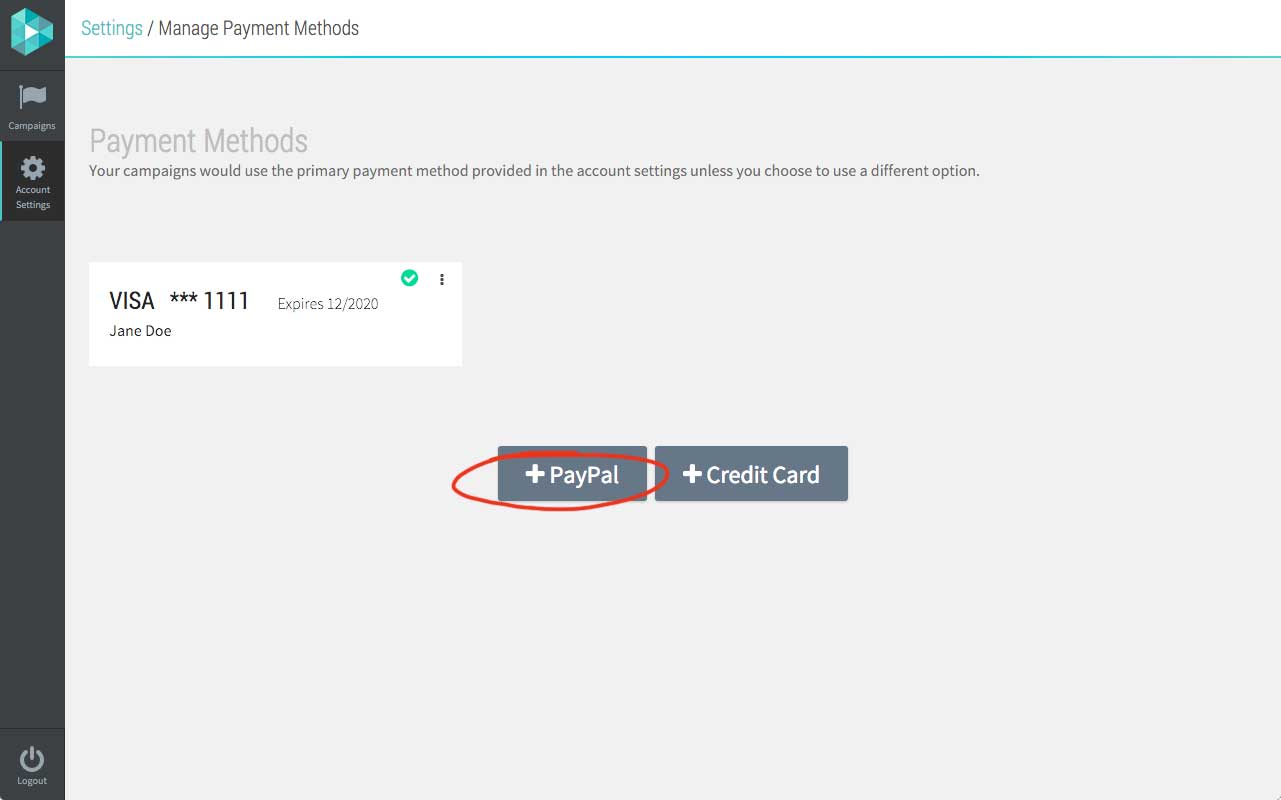 Settings / Manage Payment Methods
Campaigns
Account
Settings
Payment Methods
Your campaigns would use the primary payment method provided in the account settings unless you choose to use a different option.
VISA *** 1111 Expires 12/2020
Jane Doe
PayPal
Credit Card
Logout